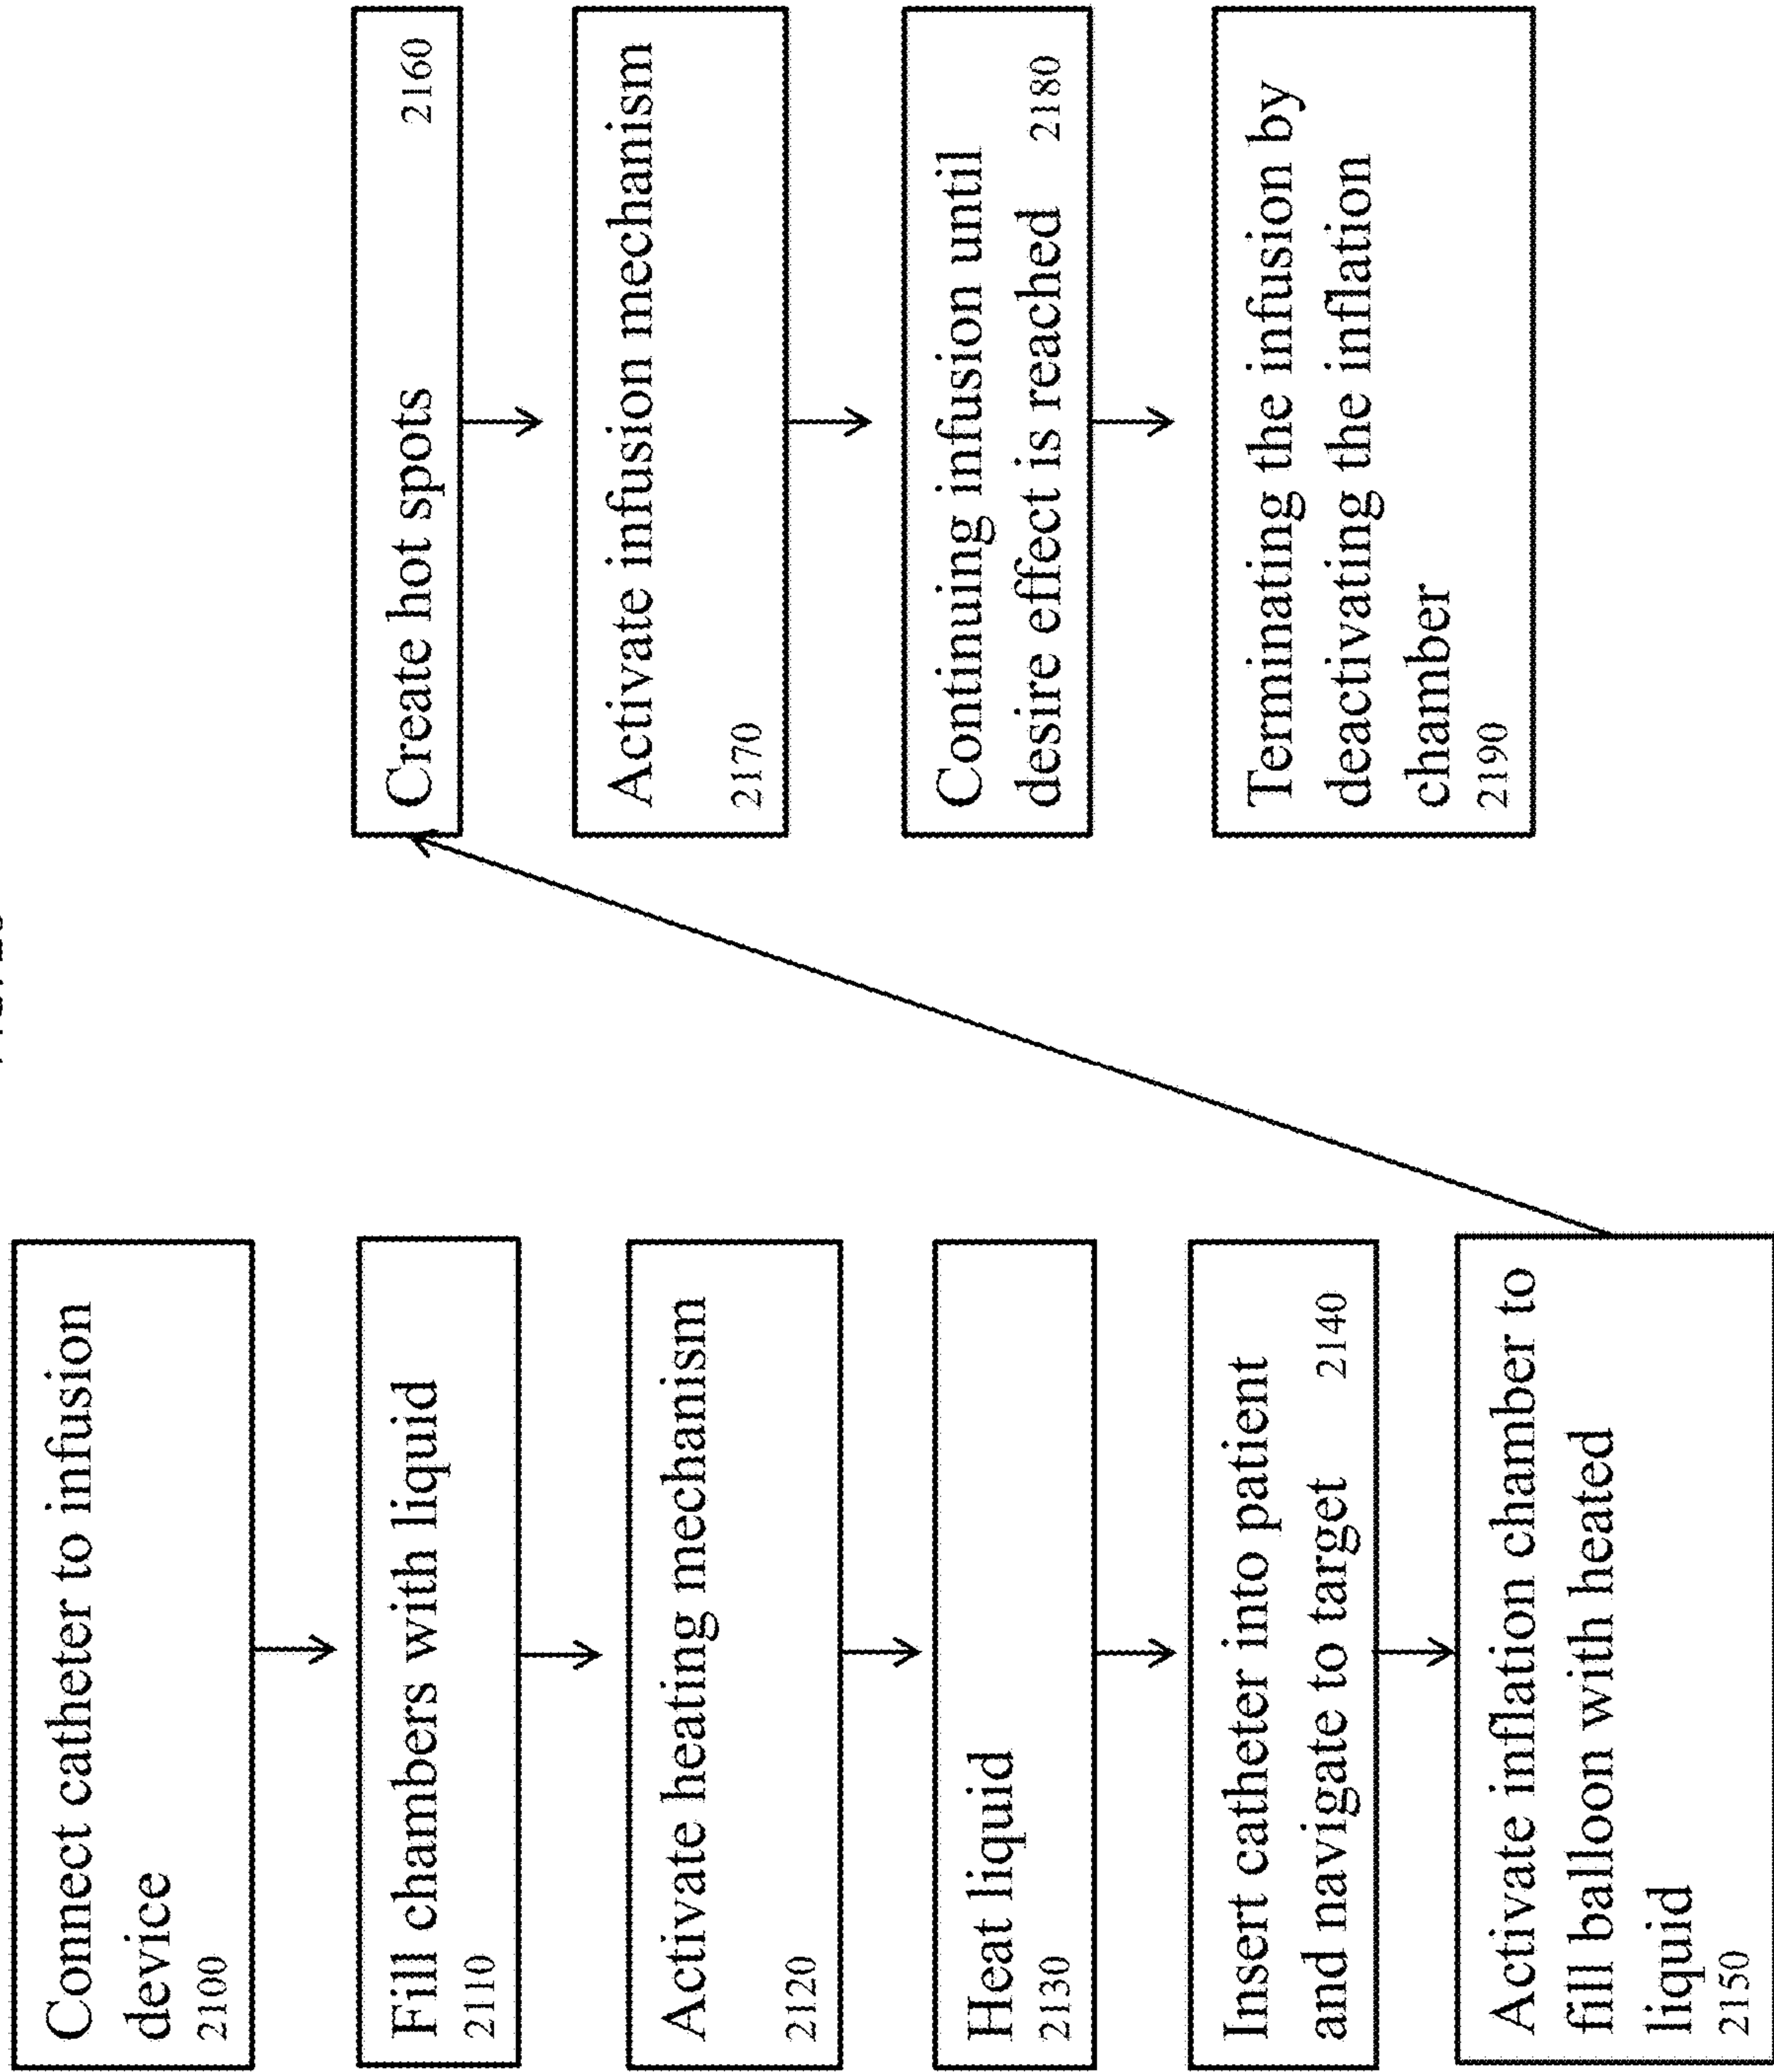 Connect catheter to infusion
device
2100
Fill chambers with liquid
2110
Activate heating mechanism
2120
Heat liquid
2130
Insert catheter into patient
and navigate to target 2140
Activate inflation chamber to
fill balloon with heated
liquid
2150
Create hot spots 2160
Activate infusion mechanism
2170
Continuing infusion until
desire effect is reached 2180
Terminating the infusion by
deactivating the inflation
chamber
2190